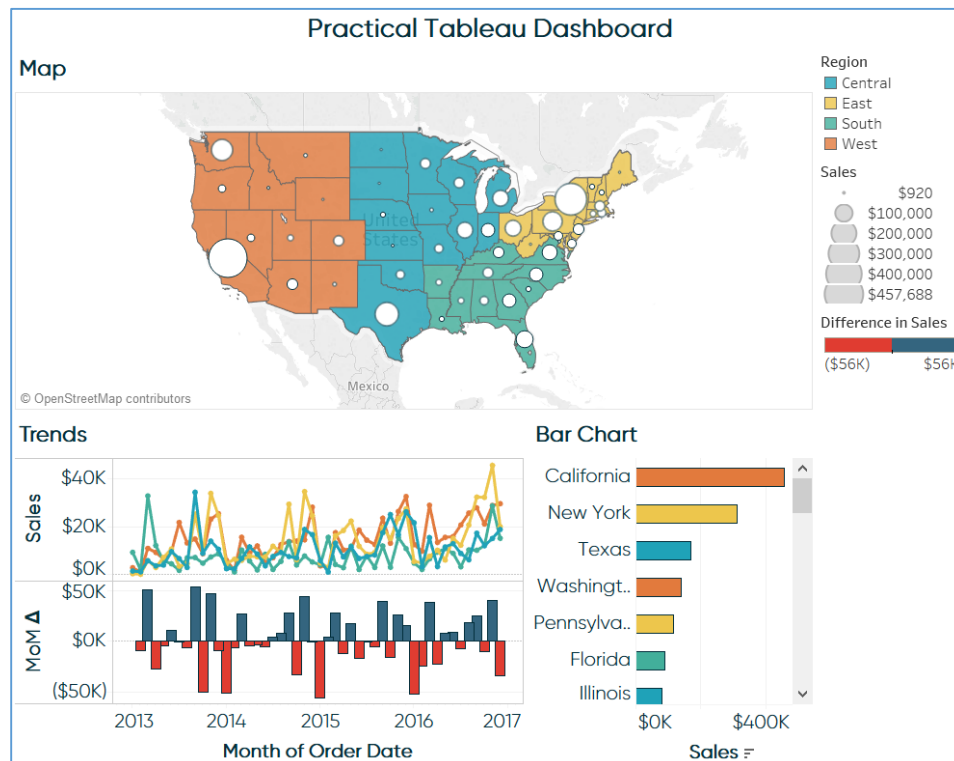 Practical Tableau Dashboard
Map
United
States
Mexico
© OpenStreetMap contributors
Region
Central
East
South
West
Sales
$920
$100,000
$200,000
$300,000
$400,000
$457,688
Difference in Sales
($56K) $56K
Trends
Sales
$40K
$20K
$0K
MoM Δ
$50K
$0K
($50K)
2013 2014 2015 2016 2017
Month of Order Date
Bar Chart
California
New York
Texas
Washingt..
Pennsylva..
Florida
Illinois
$0K $400K
Sales